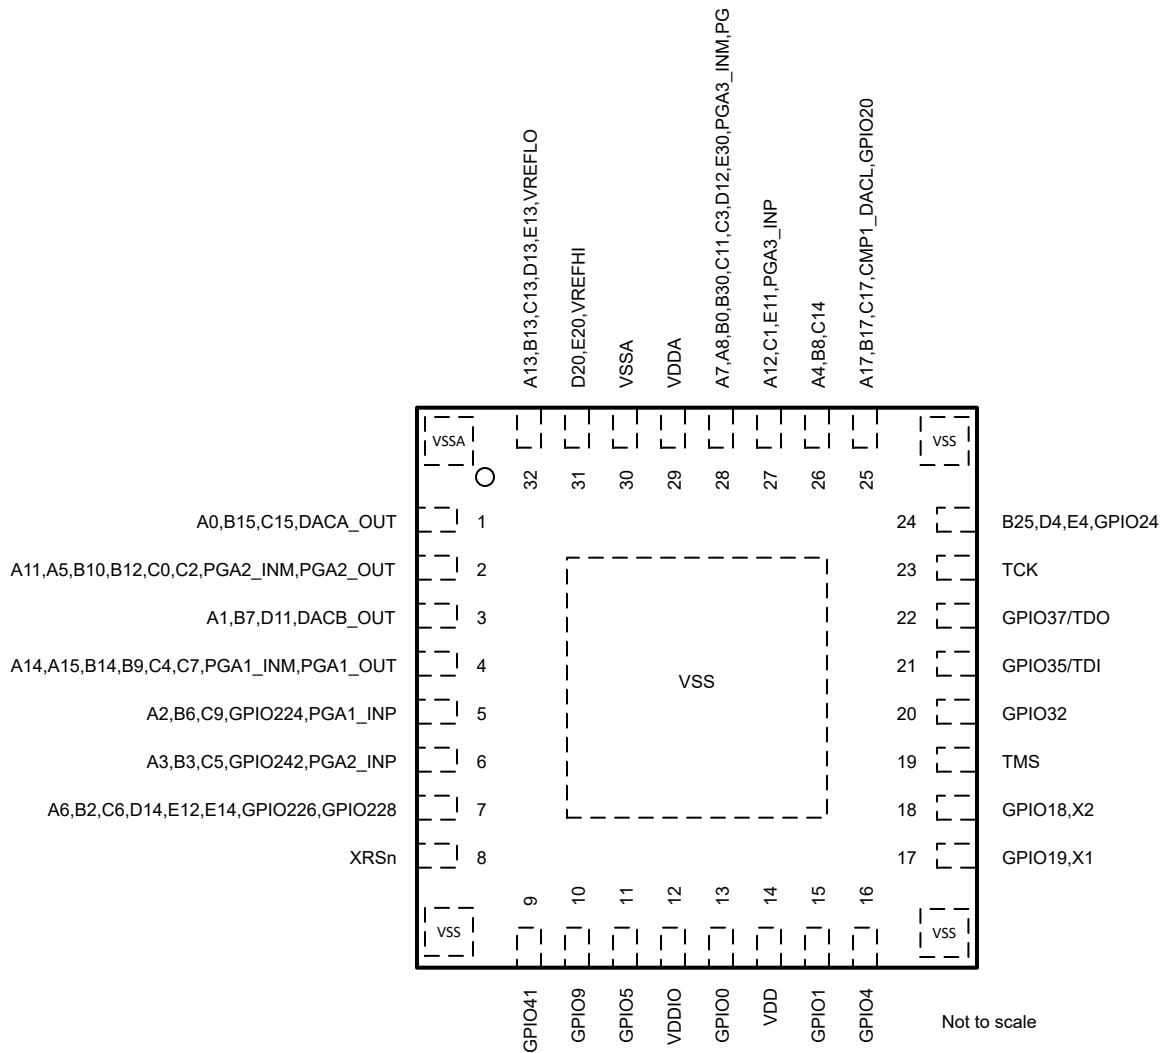 A13,B13,C13,D13,E13,VREFLO
D20,E20,VREFHI
VSSA
VDDA
A7,A8,B0,B30,C11,C3,D12,E30,PGA3_INM,PG
A12,C1,E11,PGA3_INP
A4,B8,C14
A17,B17,C17,CMP1_DACL,GPIO20
VSSA
VSS
32
31
30
29
28
27
26
25
A0,B15,C15,DACA_OUT
1
24
B25,D4,E4,GPIO24
A11,A5,B10,B12,C0,C2,PGA2_INM,PGA2_OUT
2
23
TCK
A1,B7,D11,DACB_OUT
3
22
GPIO37/TDO
A14,A15,B14,B9,C4,C7,PGA1_INM,PGA1_OUT
4
21
GPIO35/TDI
VSS
A2,B6,C9,GPIO224,PGA1_INP
5
20
GPIO32
A3,B3,C5,GPIO242,PGA2_INP
6
19
TMS
A6,B2,C6,D14,E12,E14,GPIO226,GPIO228
7
18
GPIO18,X2
XRSn
8
17
GPIO19,X1
9
10
11
12
13
14
15
16
VSS
VSS
GPIO41
GPIO9
GPIO5
VDDIO
GPIO0
VDD
GPIO1
GPIO4
Not to scale